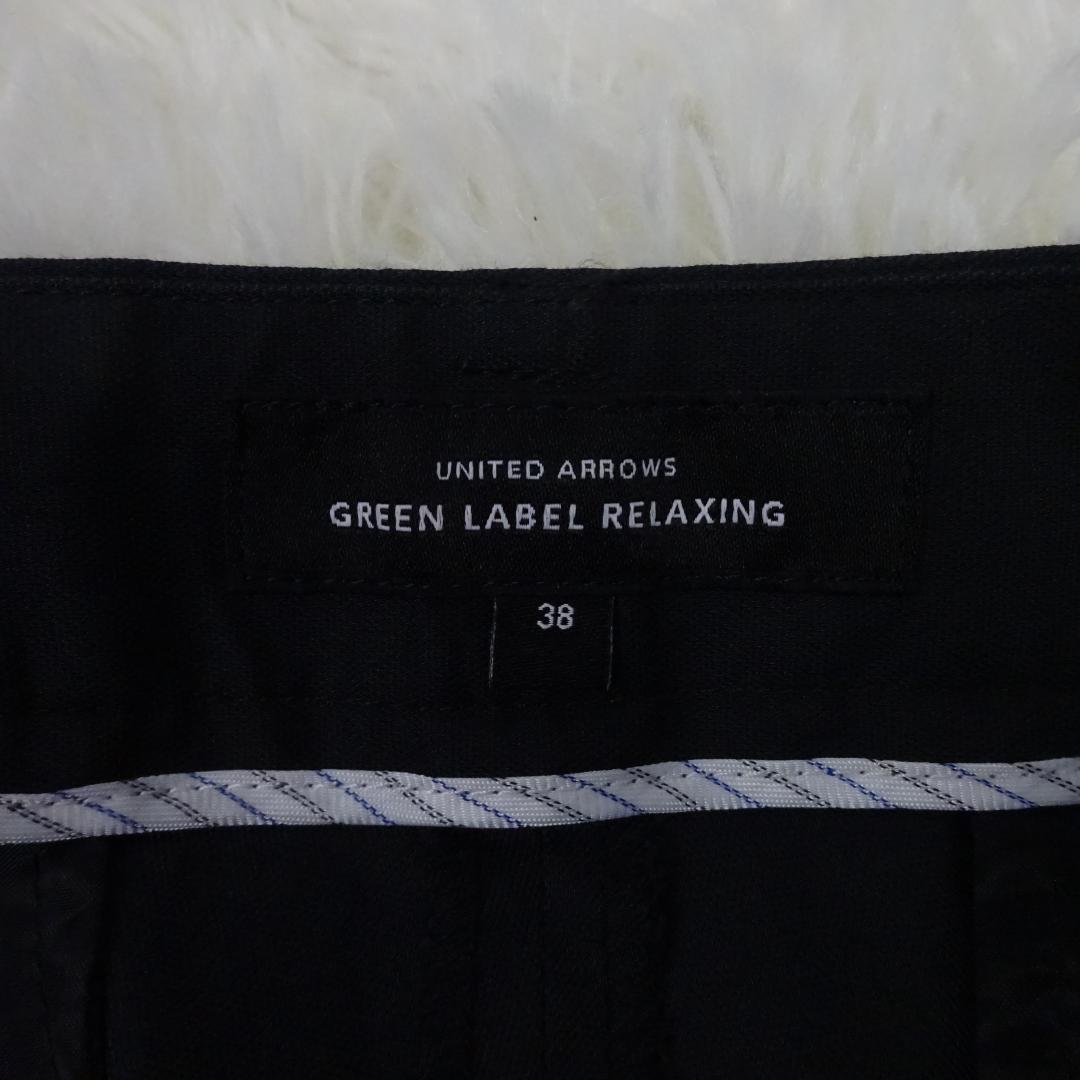 UNITED ARROWS
GREEN LABEL RELAXING
38